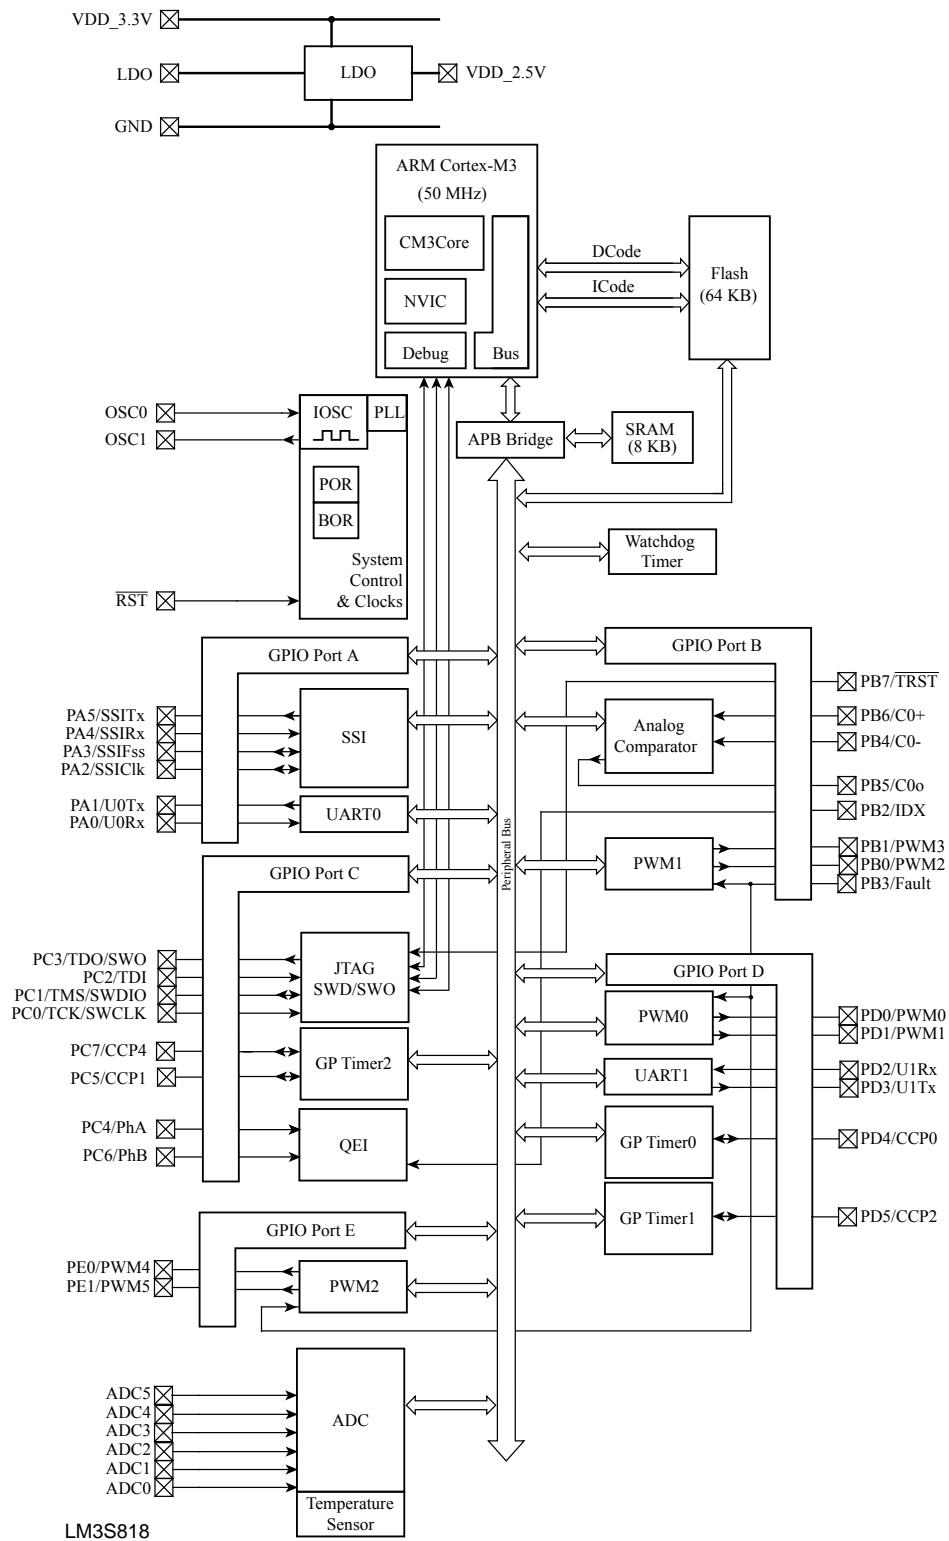 VDD_3.3V
LDO
LDO
VDD_2.5V
GND
ARM Cortex-M3
(50 MHz)
CM3Core
NVIC
Debug
Bus
DCode
ICode
Flash
(64 KB)
OSC0
OSC1
IOSC
PLL
POR
BOR
System
Control
& Clocks
RST
APB Bridge
SRAM
(8 KB)
Watchdog
Timer
GPIO Port A
PA5/SSITx
PA4/SSIRx
PA3/SSIFss
PA2/SSIClk
SSI
PA1/U0Tx
PA0/U0Rx
UART0
Peripheral Bus
GPIO Port B
PB7/TRST
PB6/C0+
PB4/C0-
Analog
Comparator
PB5/C0o
PB2/IDX
PB1/PWM3
PB0/PWM2
PB3/Fault
PWM1
GPIO Port C
PC3/TDO/SWO
PC2/TDI
PC1/TMS/SWDIO
PC0/TCK/SWCLK
JTAG
SWD/SWO
PC7/CCP4
PC5/CCP1
GP Timer2
PC4/PhA
PC6/PhB
QEI
GPIO Port D
PWM0
PD0/PWM0
PD1/PWM1
UART1
PD2/U1Rx
PD3/U1Tx
GP Timer0
PD4/CCP0
GP Timer1
PD5/CCP2
GPIO Port E
PE0/PWM4
PE1/PWM5
PWM2
ADC5
ADC4
ADC3
ADC2
ADC1
ADC0
ADC
Temperature
Sensor
LM3S818